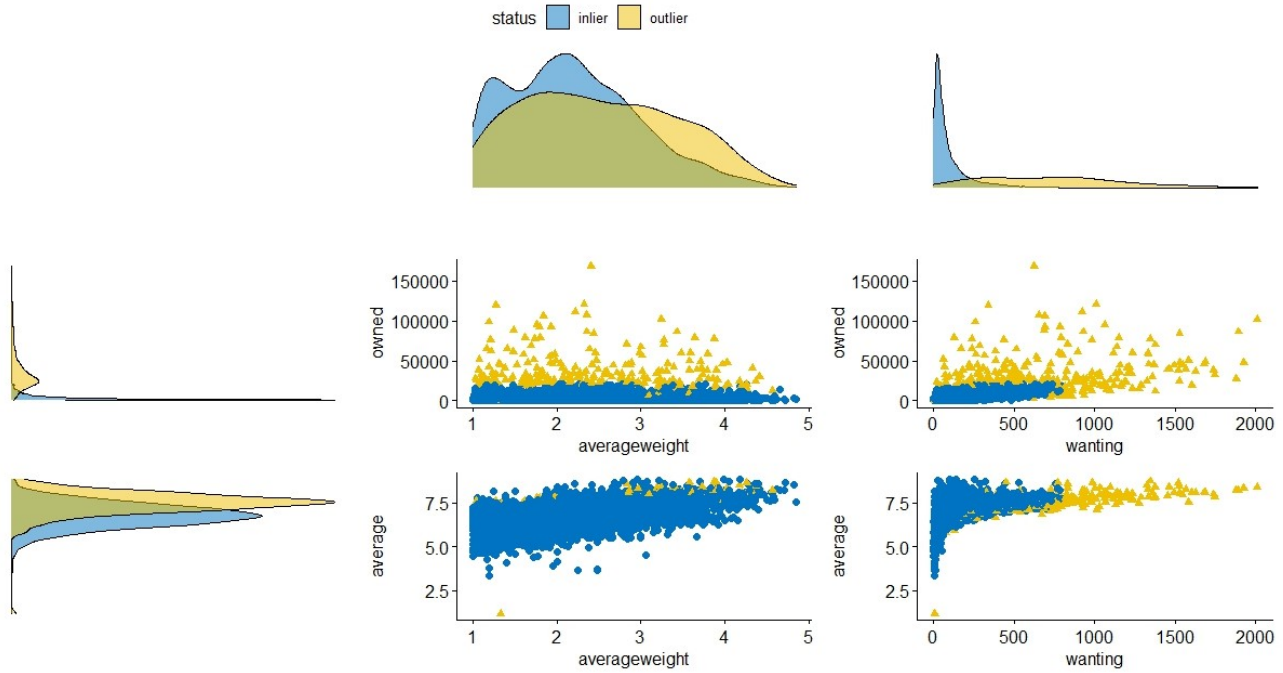 status inlier outlier
owned
150000
100000
50000
0
1 2 3 4 5
averageweight
owned
150000
100000
50000
0
0 500 1000 1500 2000
wanting
average
7.5
5.0
2.5
1 2 3 4 5
averageweight
average
7.5
5.0
2.5
0 500 1000 1500 2000
wanting